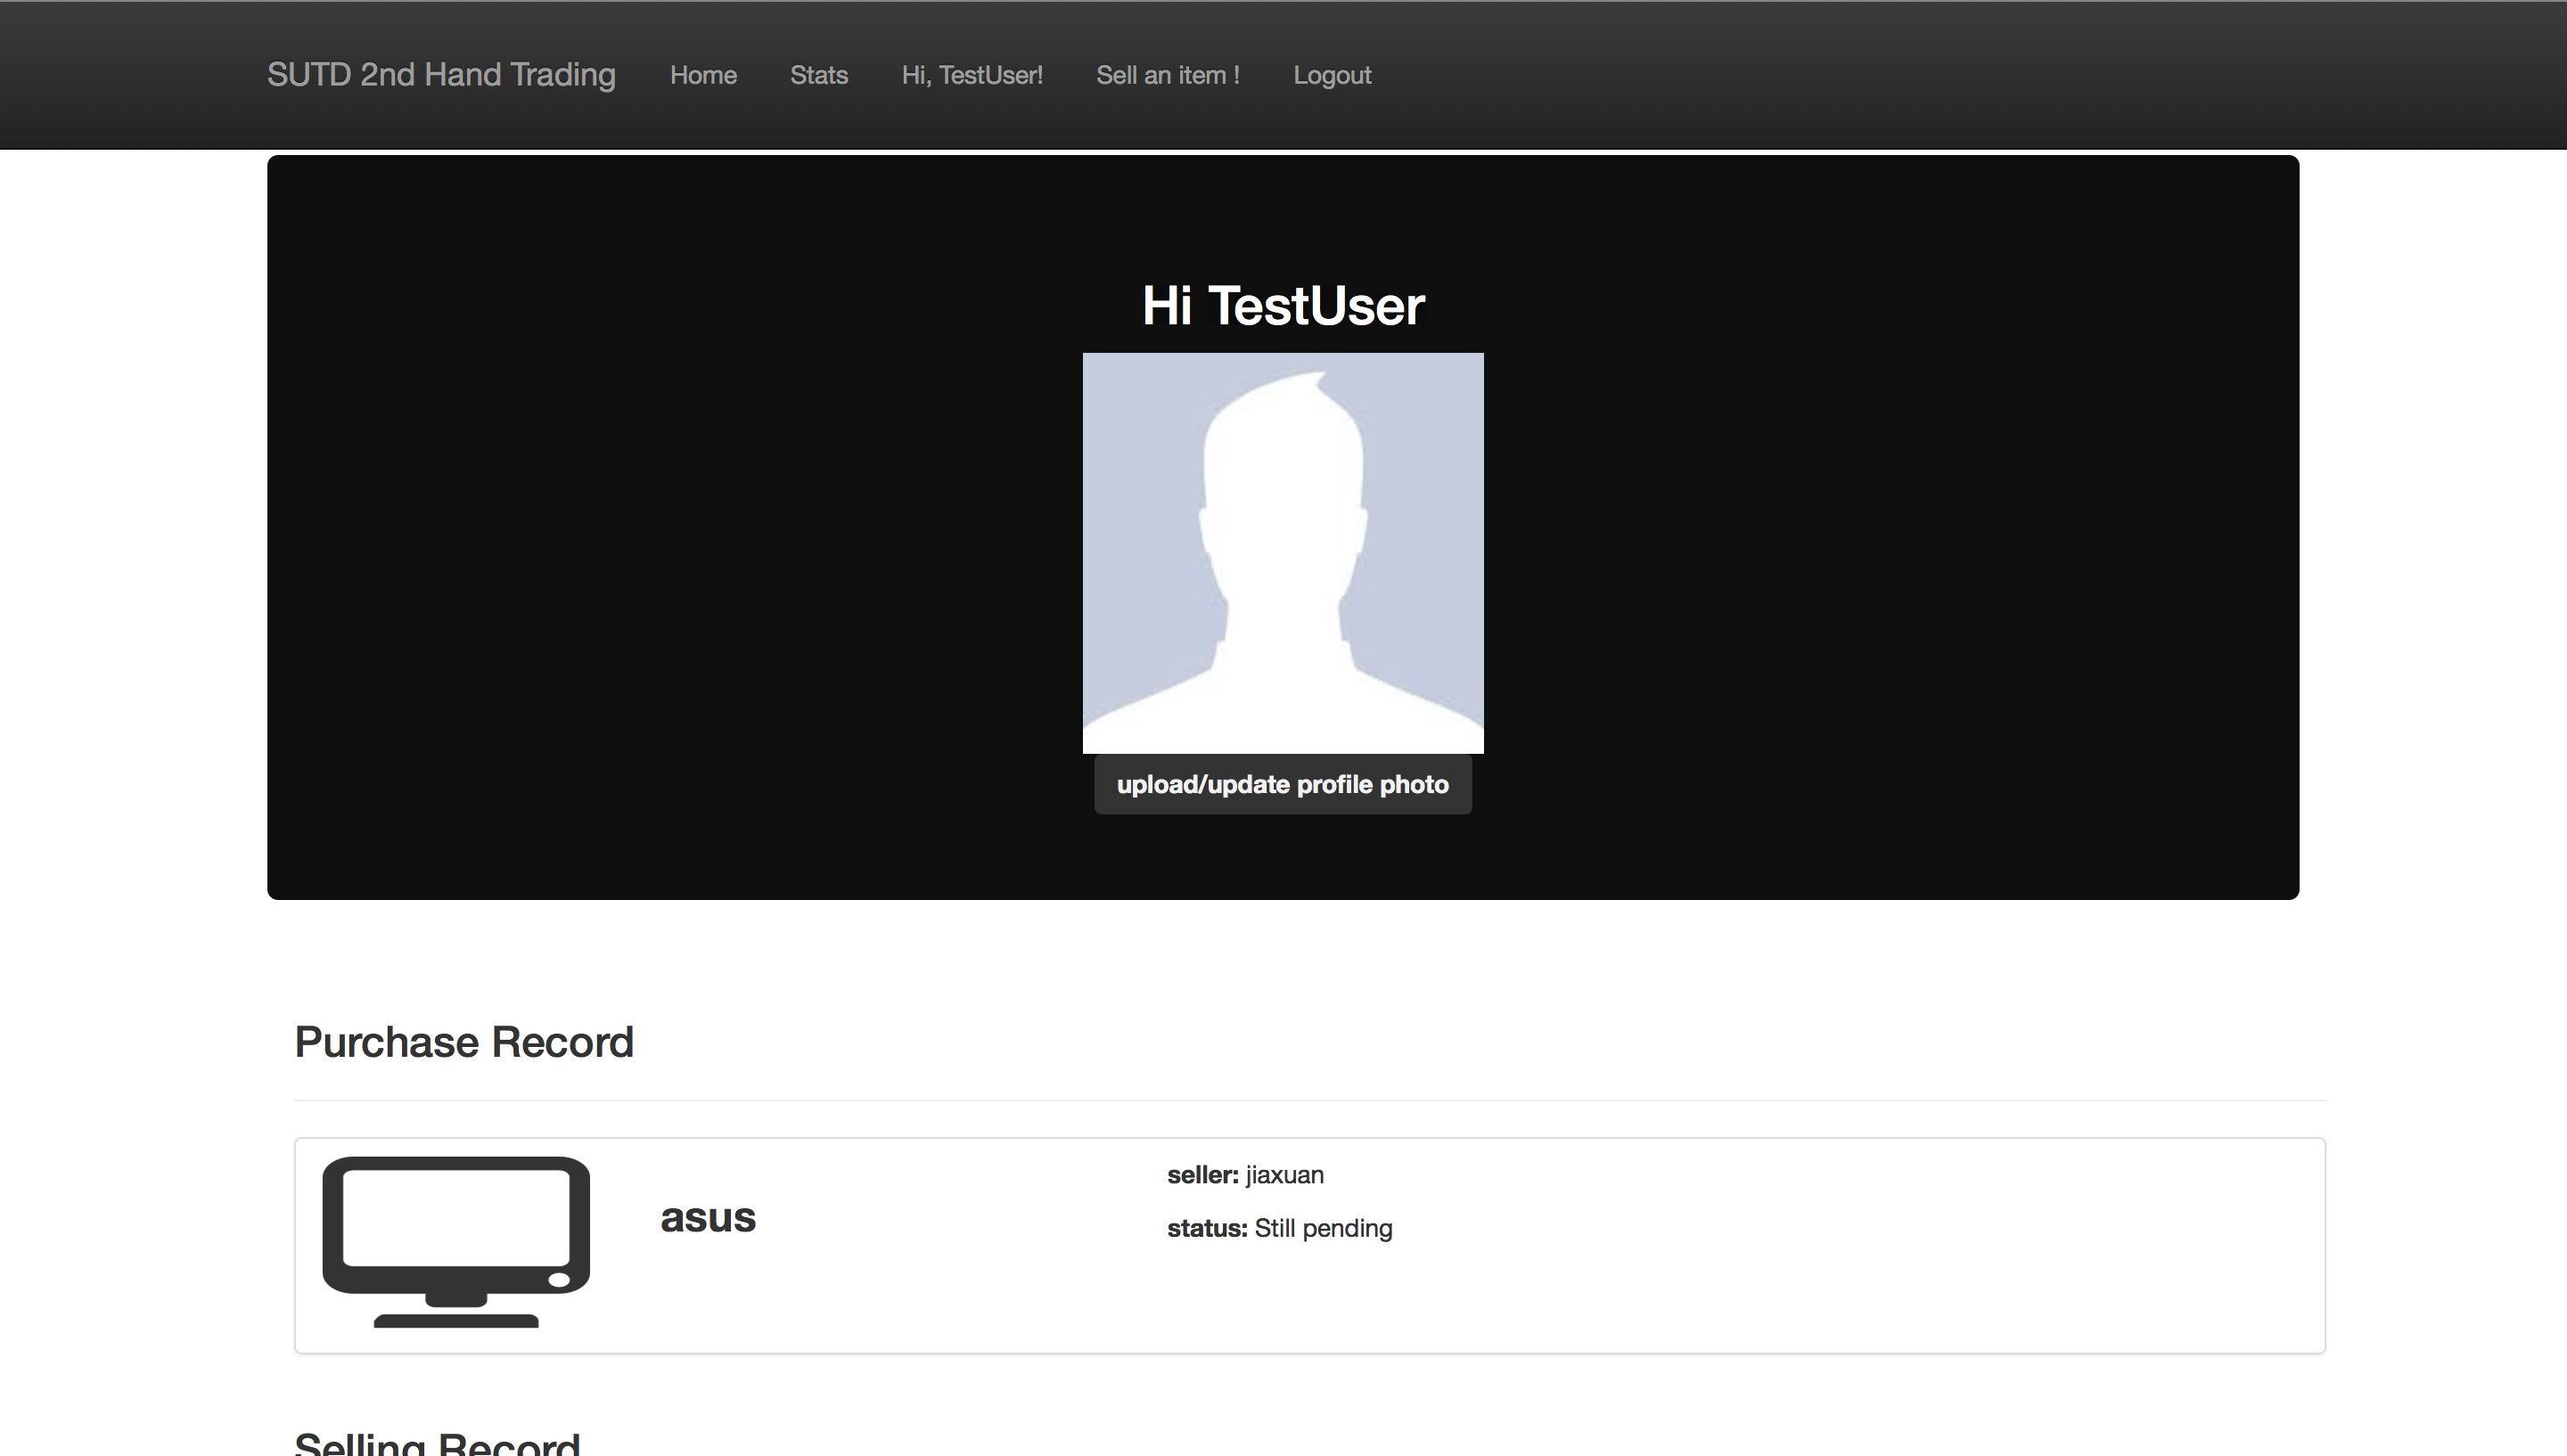 SUTD 2nd Hand Trading Home Stats Hi, TestUser! Sell an item ! Logout
Hi TestUser
upload/update profile photo
Purchase Record
asus
seller: jiaxuan
status: Still pending
Selling Record